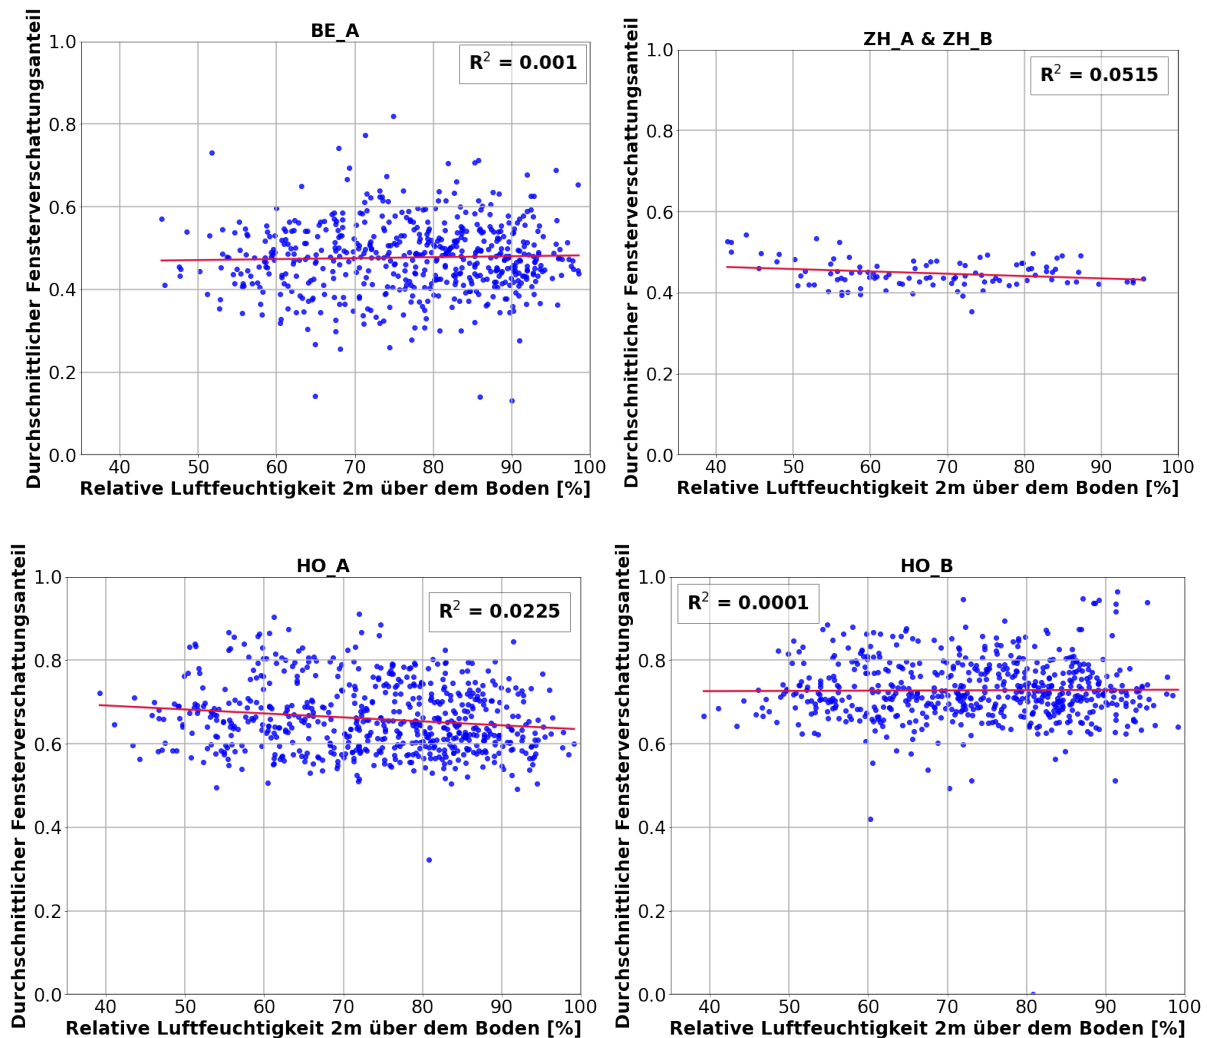 BE_A
R² = 0.001
Durchschnittlicher Fensterverschattungsanteil
1.0
0.8
0.6
0.4
0.2
0.0
40 50 60 70 80 90 100
Relative Luftfeuchtigkeit 2m über dem Boden [%]
ZH_A & ZH_B
R² = 0.0515
Durchschnittlicher Fensterverschattungsanteil
1.0
0.8
0.6
0.4
0.2
0.0
40 50 60 70 80 90 100
Relative Luftfeuchtigkeit 2m über dem Boden [%]
HO_A
R² = 0.0225
Durchschnittlicher Fensterverschattungsanteil
1.0
0.8
0.6
0.4
0.2
0.0
40 50 60 70 80 90 100
Relative Luftfeuchtigkeit 2m über dem Boden [%]
HO_B
R² = 0.0001
Durchschnittlicher Fensterverschattungsanteil
1.0
0.8
0.6
0.4
0.2
0.0
40 50 60 70 80 90 100
Relative Luftfeuchtigkeit 2m über dem Boden [%]